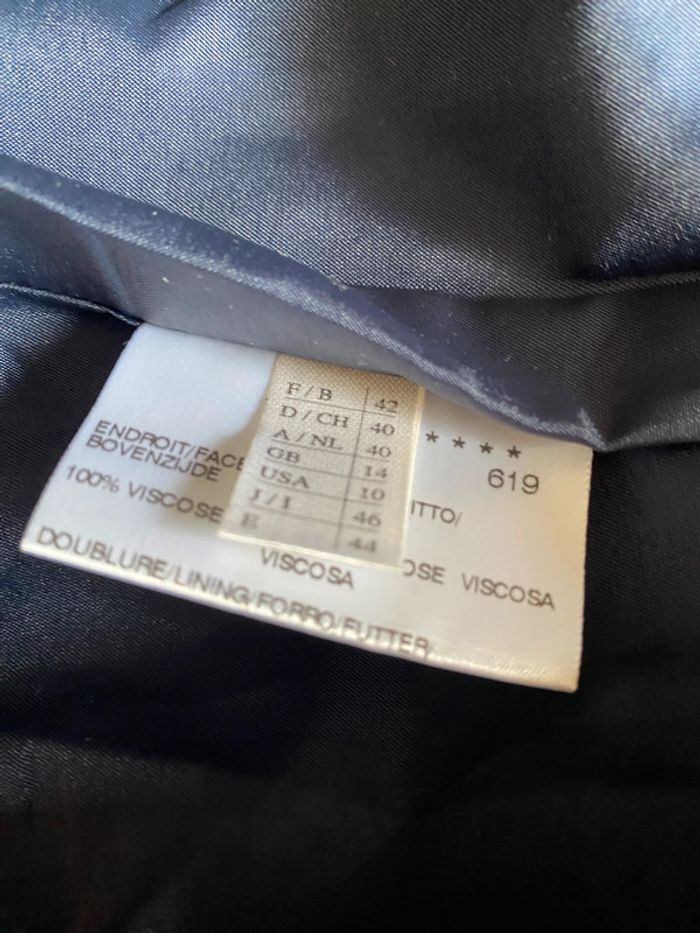 F/B 42
D/CH 40
A/NL 40
GB 14
USA 10
J/I 46
E 44
****
619
ENDROIT/FACE
BOVENZIJDE
ITTO/
100% VISCOSE
VISCOSA
OSE VISCOSA
DOUBLURE/LINING/FORRO/FUTTER